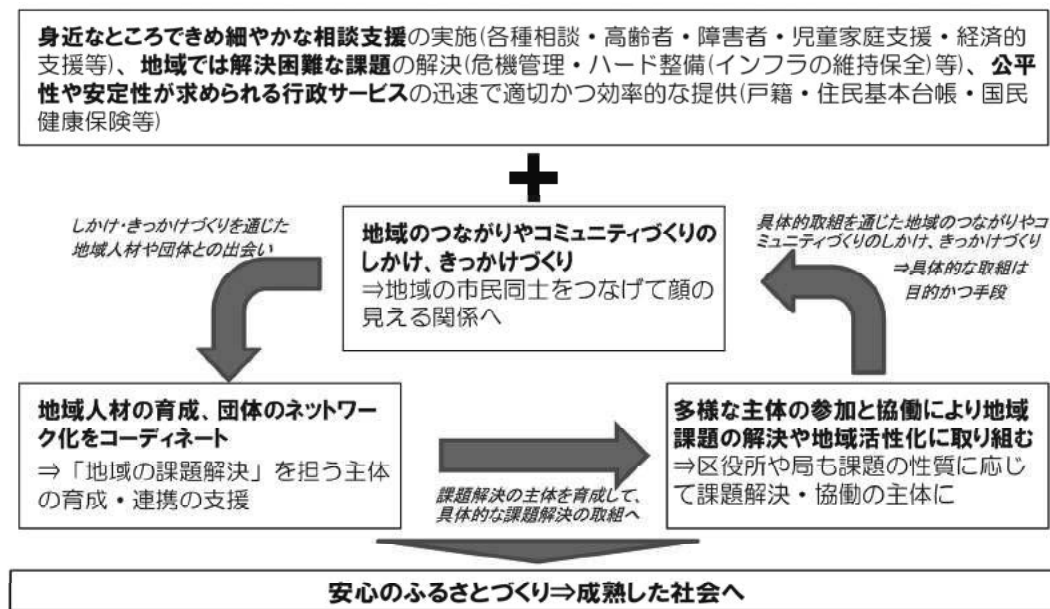 身近なところできめ細やかな相談支援の実施(各種相談・高齢者・障害者・児童家庭支援・経済的
支援等)、地域では解決困難な課題の解決(危機管理・ハード整備(インフラの維持保全)等)、公平
性や安定性が求められる行政サービスの迅速で適切かつ効率的な提供(戸籍・住民基本台帳・国民
健康保険等)
しかけ・きっかけづくりを通じた
地域人材や団体との出会い
地域のつながりやコミュニティづくりの
しかけ、きっかけづくり
⇒地域の市民同士をつなげて顔の
見える関係へ
具体的取組を通じた地域のつながりやコ
ミュニティづくりのしかけ、きっかけづくり
⇒具体的な取組は
目的かつ手段
地域人材の育成、団体のネットワー
ク化をコーディネート
⇒「地域の課題解決」を担う主体
の育成・連携の支援
課題解決の主体を育成して、
具体的な課題解決の取組へ
多様な主体の参加と協働により地域
課題の解決や地域活性化に取り組む
⇒区役所や局も課題の性質に応じ
て課題解決・協働の主体に
安心のふるさとづくり⇒成熟した社会へ